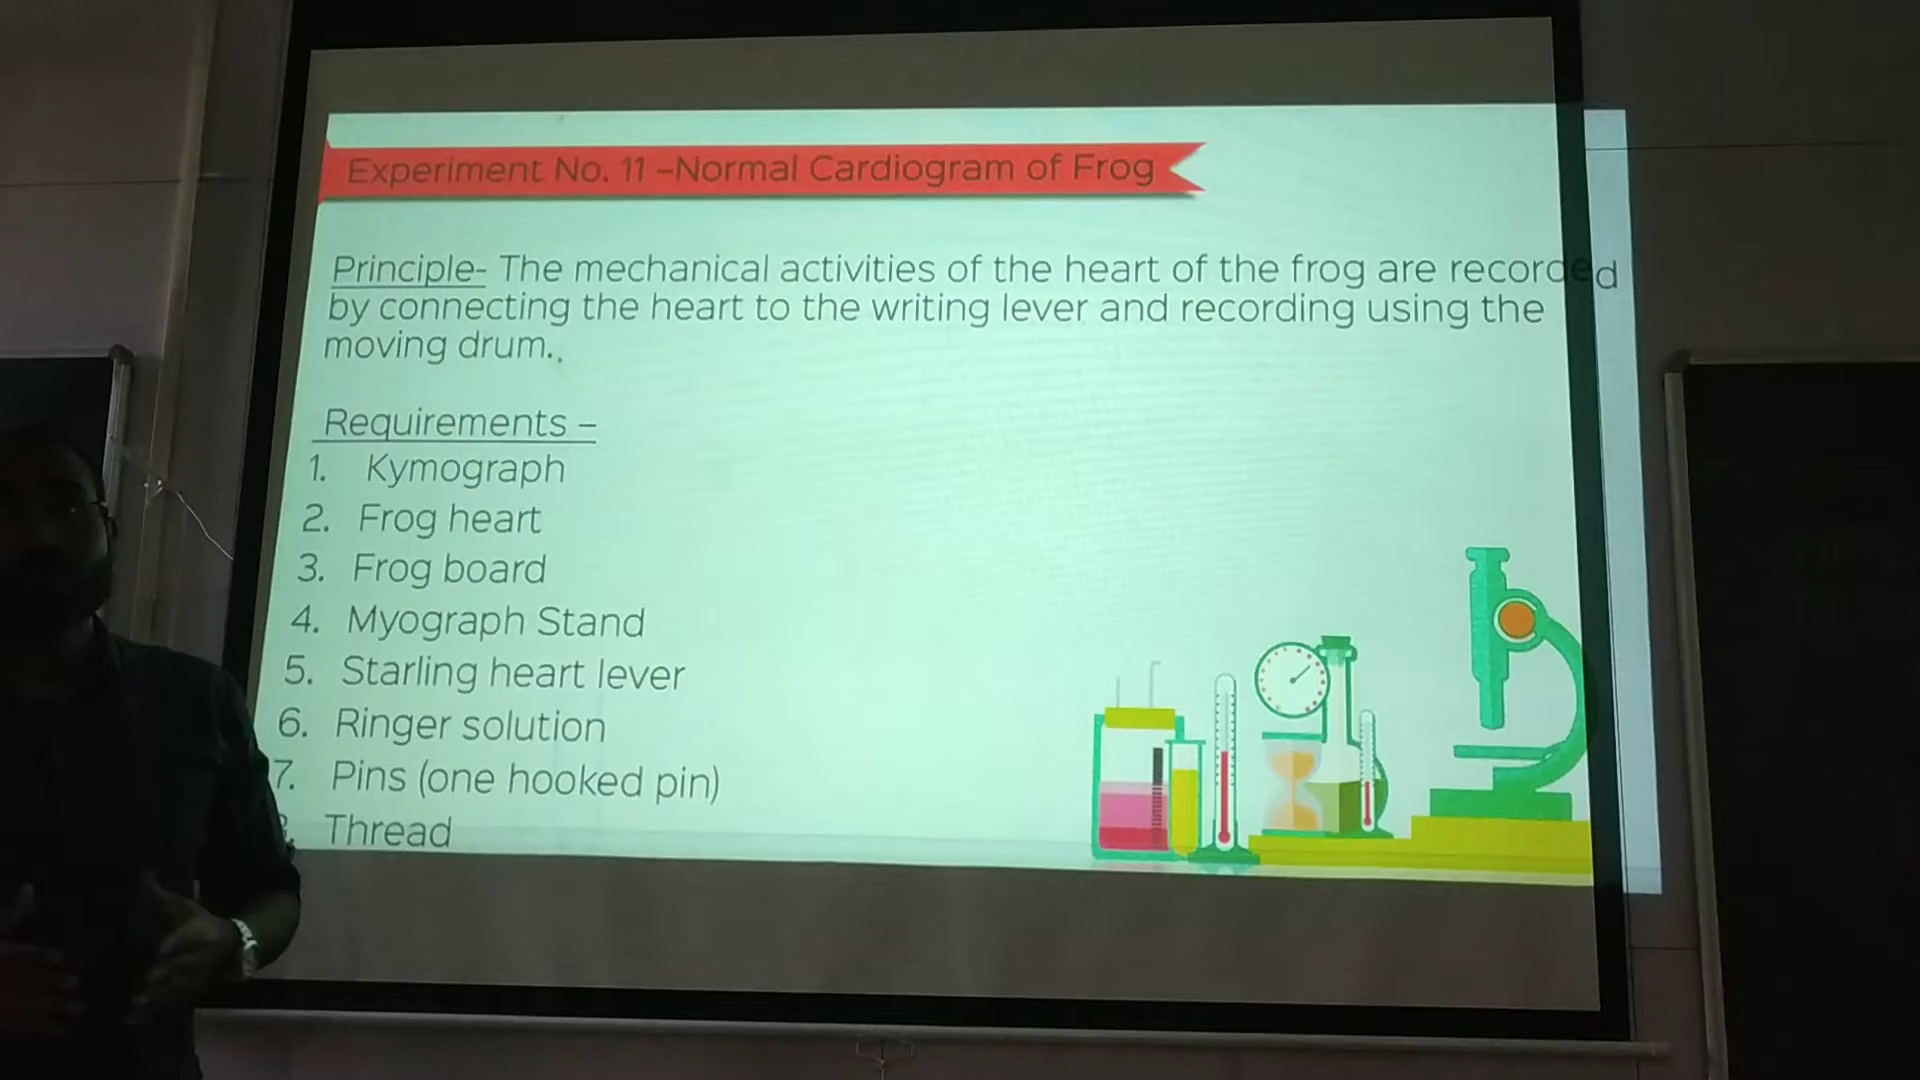 Experiment No. 11 –Normal Cardiogram of Frog
Principle- The mechanical activities of the heart of the frog are recorded
by connecting the heart to the writing lever and recording using the
moving drum.,
Requirements –
1. Kymograph
2. Frog heart
3. Frog board
4. Myograph Stand
5. Starling heart lever
6. Ringer solution
7. Pins (one hooked pin)
8. Thread